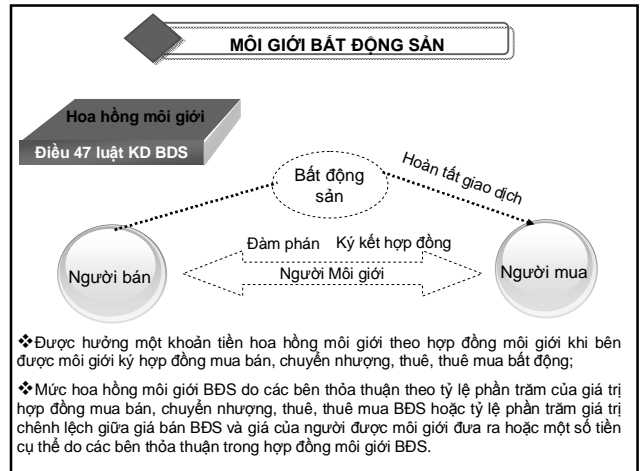 MÔI GIỚI BẤT ĐỘNG SẢN
Hoa hồng môi giới
Điều 47 luật KD BDS
Bất động
sản
Hoàn tất giao dịch
Đàm phán Ký kết hợp đồng
Người bán
Người Môi giới
Người mua
❖Được hưởng một khoản tiền hoa hồng môi giới theo hợp đồng môi giới khi bên
được môi giới ký hợp đồng mua bán, chuyển nhượng, thuê, thuê mua bất động;
❖Mức hoa hồng môi giới BĐS do các bên thỏa thuận theo tỷ lệ phần trăm của giá trị
hợp đồng mua bán, chuyển nhượng, thuê, thuê mua BĐS hoặc tỷ lệ phần trăm giá trị
chênh lệch giữa giá bán BĐS và giá của người được môi giới đưa ra hoặc một số tiền
cụ thể do các bên thỏa thuận trong hợp đồng môi giới BĐS.